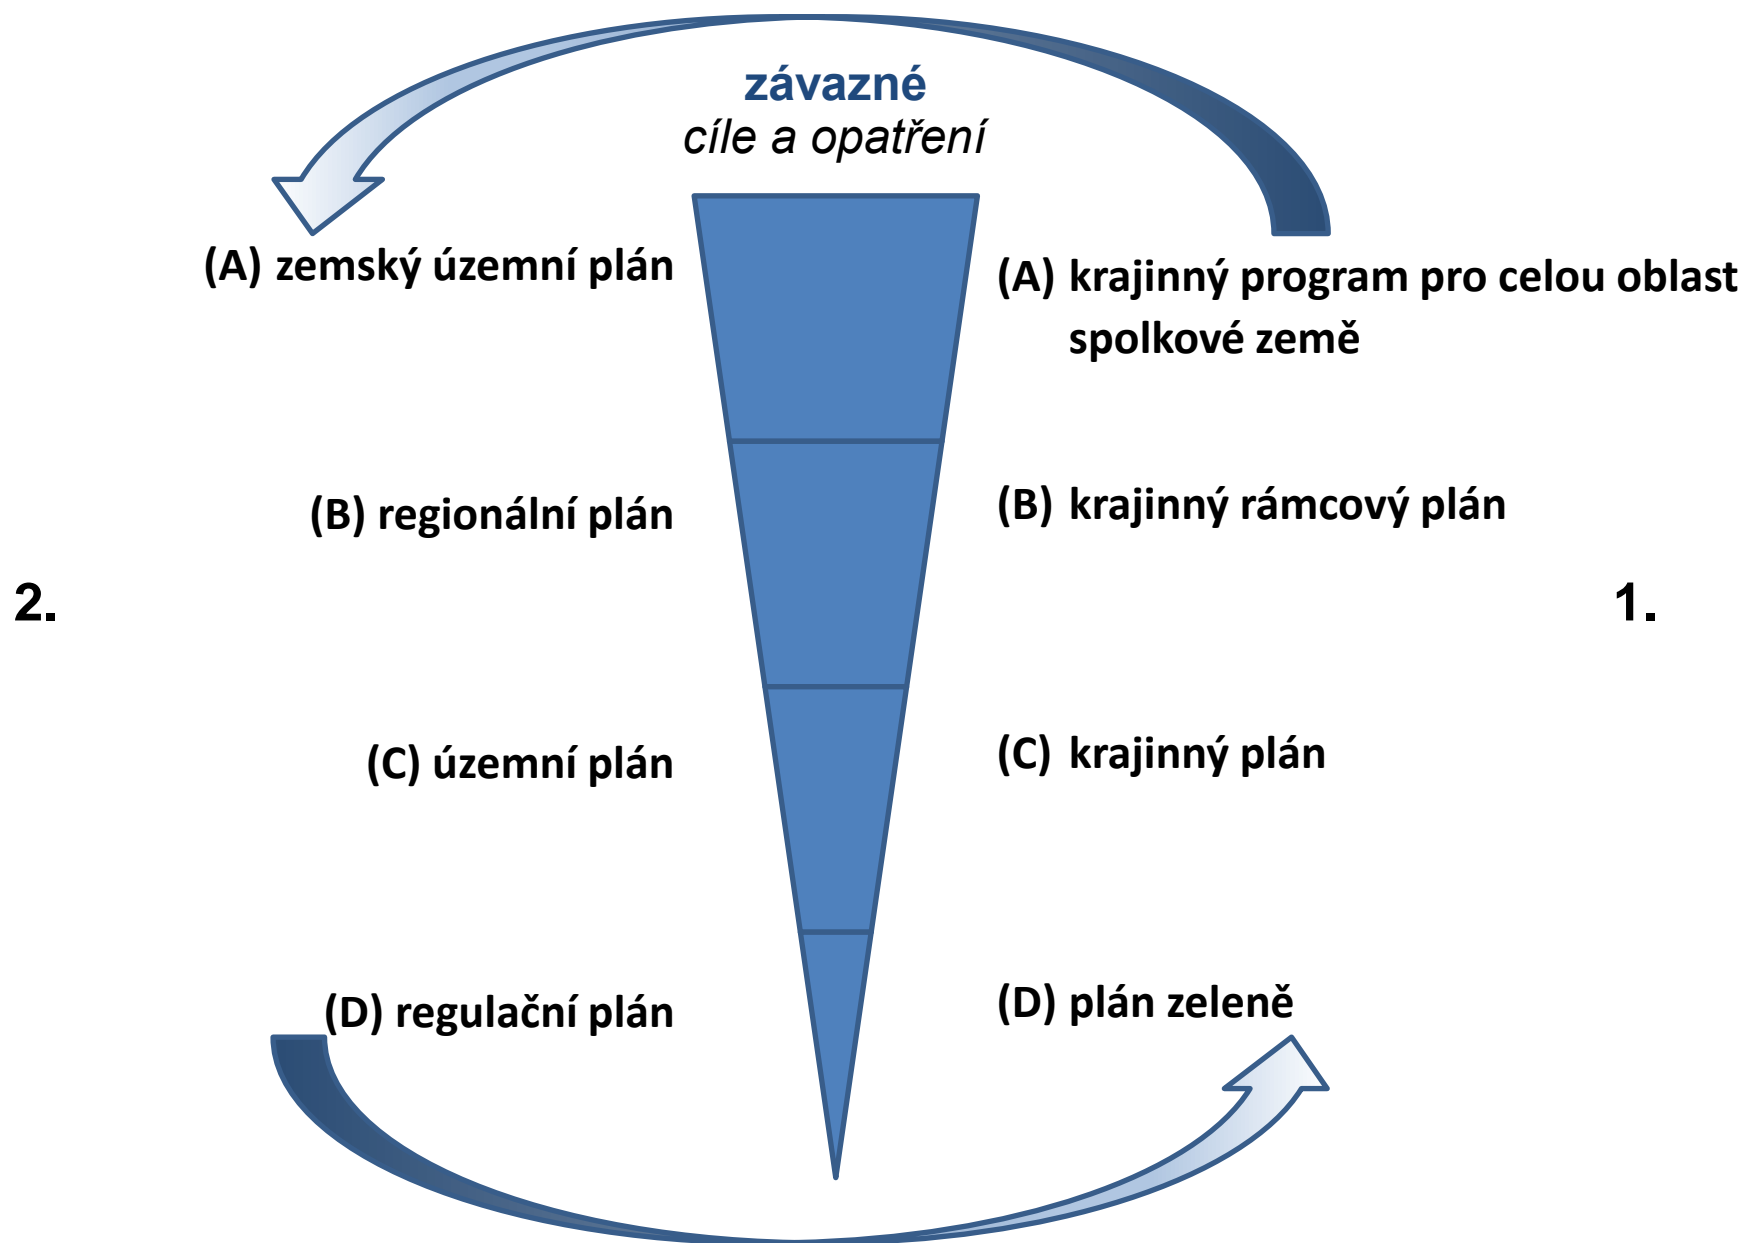 závazné
cíle a opatření
(A) zemský územní plán
(A) krajinný program pro celou oblast
spolkové země
(B) regionální plán
(B) krajinný rámcový plán
2.
1.
(C) územní plán
(C) krajinný plán
(D) regulační plán
(D) plán zeleně